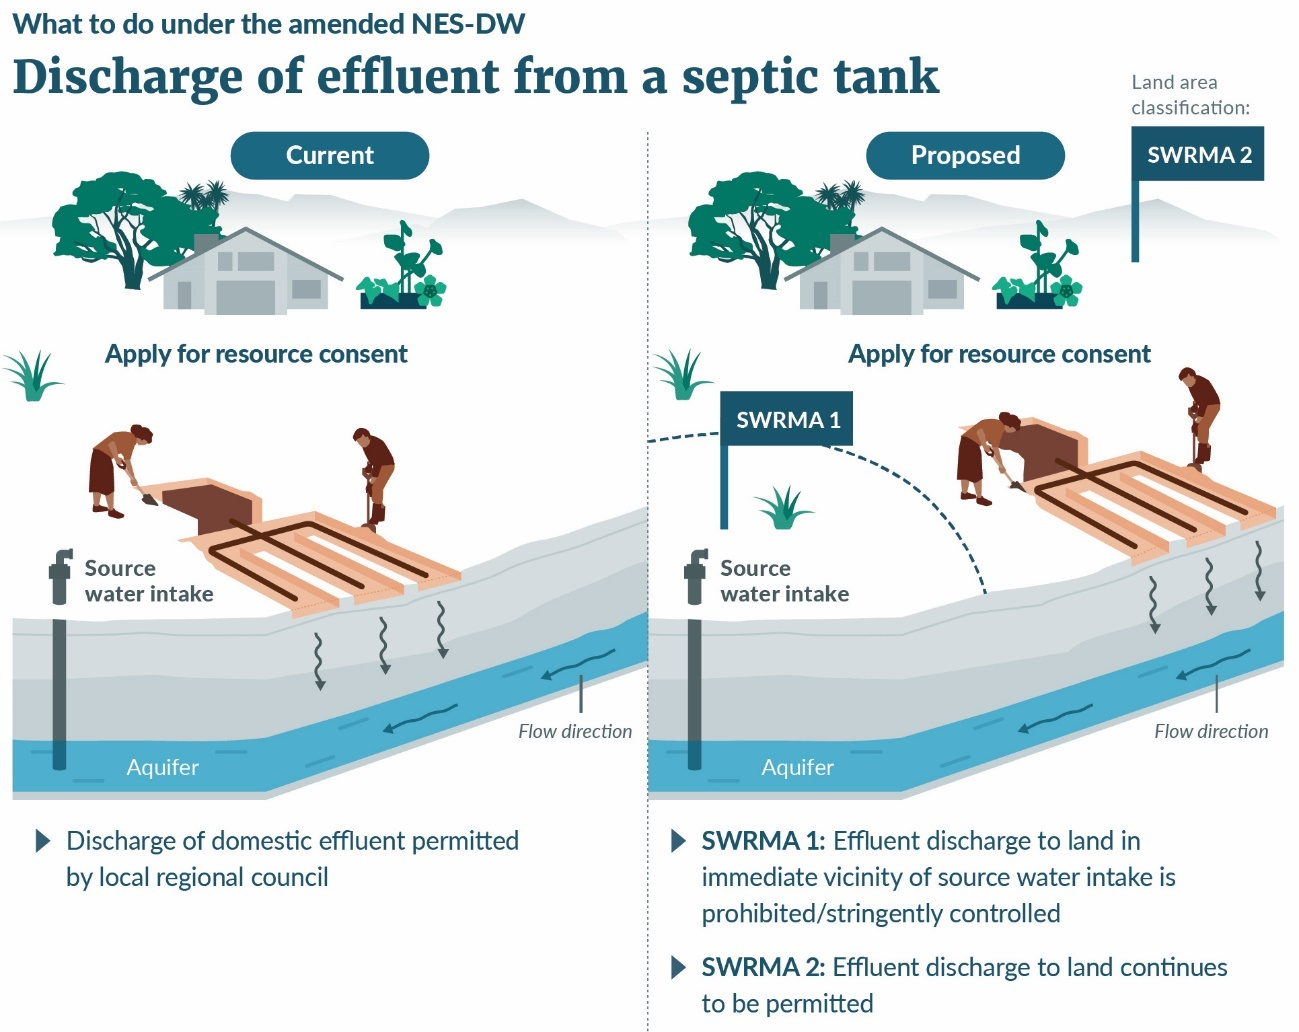 What to do under the amended NES-DW
Discharge of effluent from a septic tank
Land area
classification:
SWRMA 2
Current
Apply for resource consent
Source
water intake
Flow direction
Aquifer
Discharge of domestic effluent permitted
by local regional council
Proposed
Apply for resource consent
SWRMA 1
Source
water intake
Flow direction
Aquifer
SWRMA 1: Effluent discharge to land in
immediate vicinity of source water intake is
prohibited/stringently controlled
SWRMA 2: Effluent discharge to land continues
to be permitted